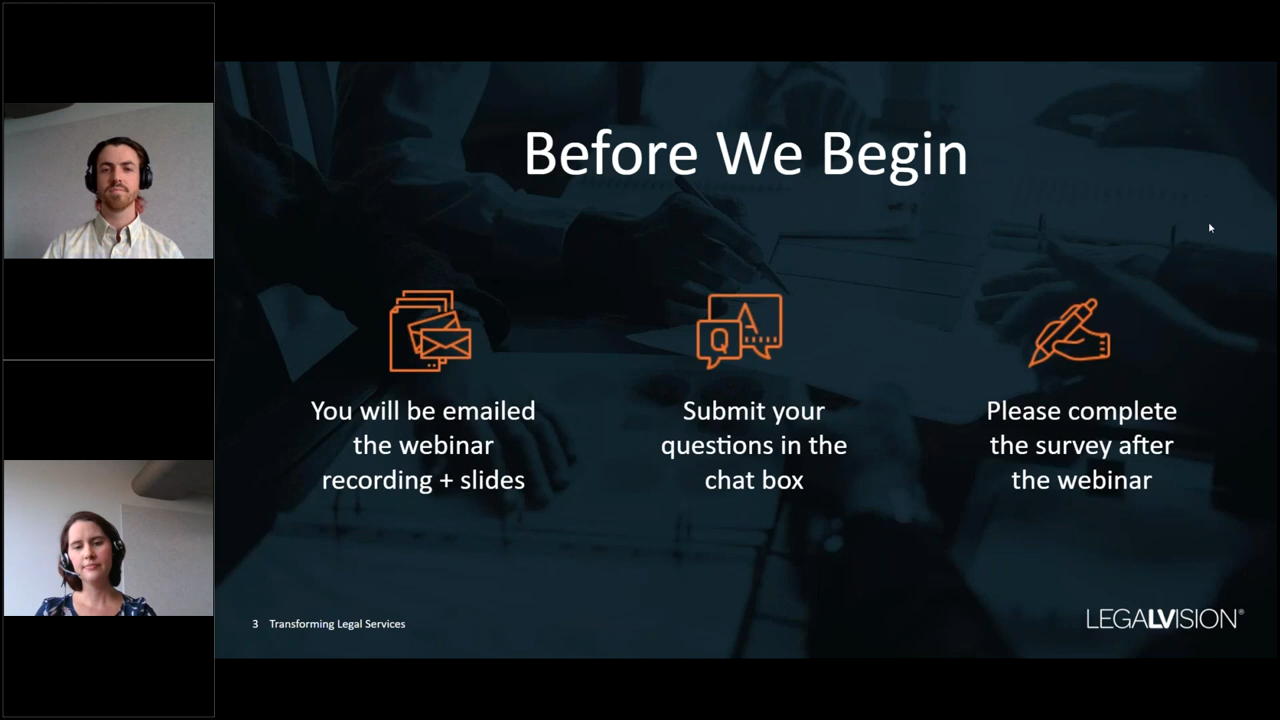 Before We Begin
Q A
You will be emailed
the webinar
recording + slides
Submit your
questions in the
chat box
Please complete
the survey after
the webinar
3 Transforming Legal Services
LEGALVISION®